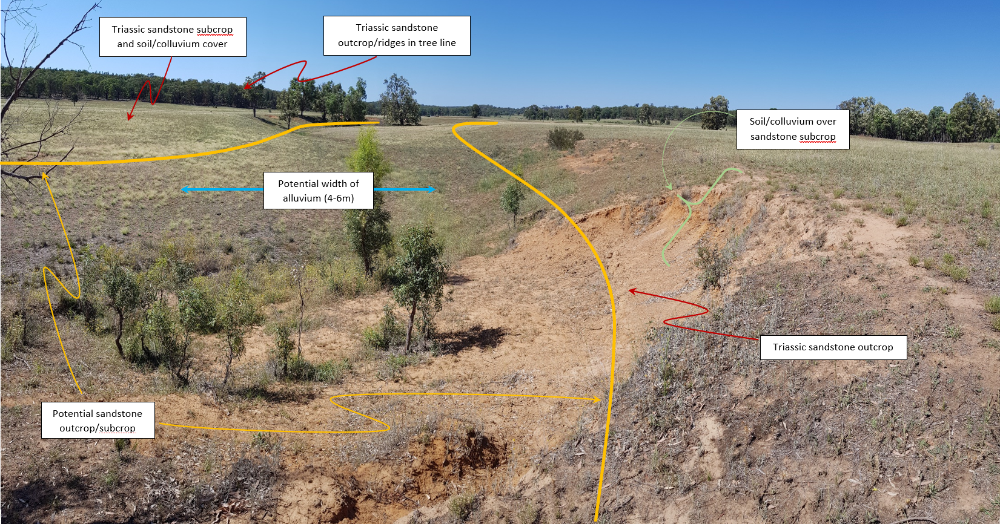 Triassic sandstone subcrop
and soil/colluvium cover
Triassic sandstone
outcrop/ridges in tree line
Soil/colluvium over
sandstone subcrop
Potential width of
alluvium (4-6m)
Triassic sandstone outcrop
Potential sandstone
outcrop/subcrop